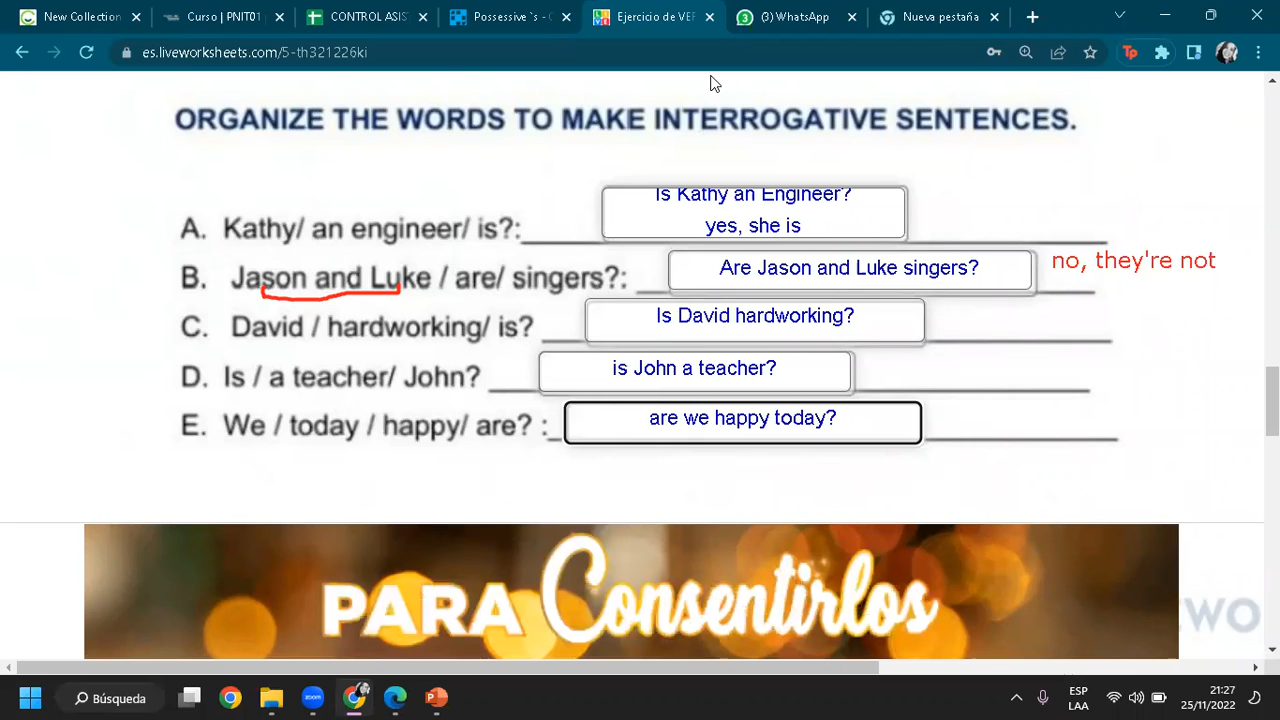 New Collection
Curso | PNIT01
CONTROL ASIS
Possessive `s - G
Ejercicio de VER
(3) WhatsApp
Nueva pestaña
es.liveworksheets.com/5-th321226ki
ORGANIZE THE WORDS TO MAKE INTERROGATIVE SENTENCES.
A. Kathy/ an engineer/ is?:
Is Kathy an Engineer?
yes, she is
B. Jason and Luke / are/ singers?:
Are Jason and Luke singers?
no, they're not
C. David / hardworking/ is?
Is David hardworking?
D. Is / a teacher/ John?
is John a teacher?
E. We / today / happy/ are? :
are we happy today?
PARA Consentirlos
EWO
Búsqueda
ESP
LAA
21:27
25/11/2022